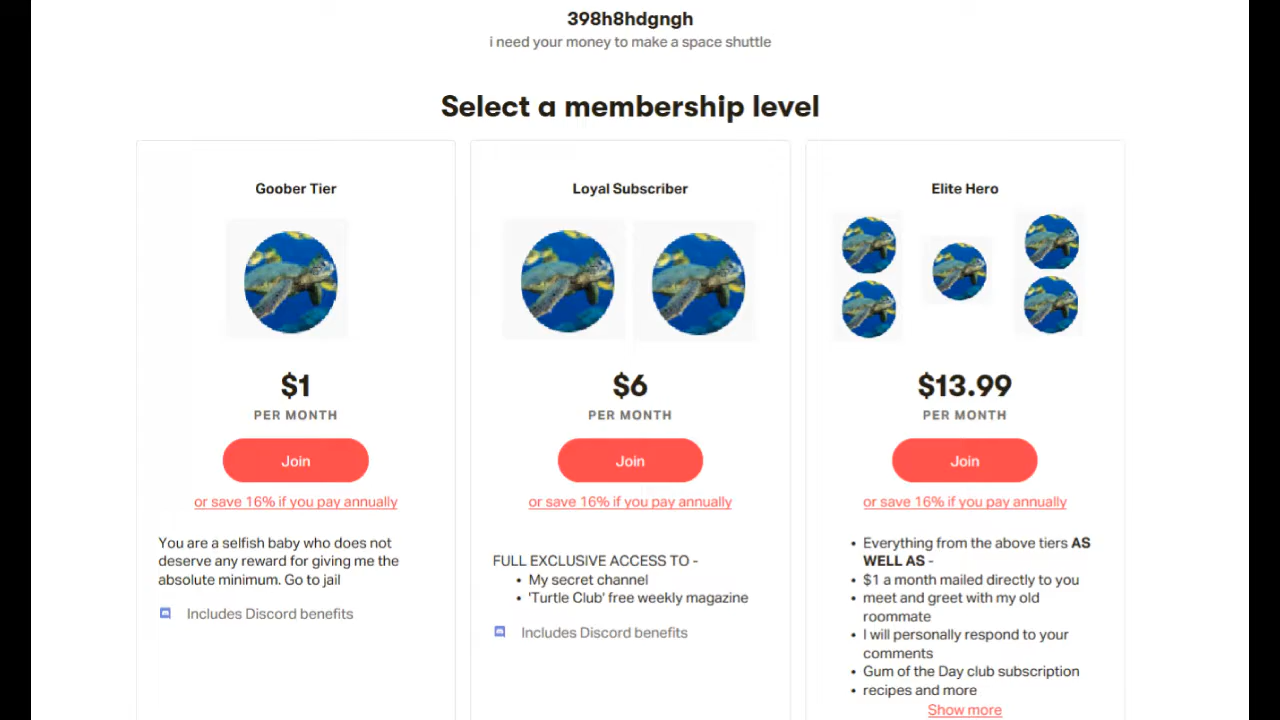 398h8hdgngh
i need your money to make a space shuttle
Select a membership level
Goober Tier
$1
PER MONTH
Join
or save 16% if you pay annually
You are a selfish baby who does not
deserve any reward for giving me the
absolute minimum. Go to jail
Includes Discord benefits
Loyal Subscriber
$6
PER MONTH
Join
or save 16% if you pay annually
FULL EXCLUSIVE ACCESS TO -
• My secret channel
• 'Turtle Club' free weekly magazine
Includes Discord benefits
Elite Hero
$13.99
PER MONTH
Join
or save 16% if you pay annually
• Everything from the above tiers AS
WELL AS -
• $1 a month mailed directly to you
• meet and greet with my old
roommate
• I will personally respond to your
comments
• Gum of the Day club subscription
• recipes and more
Show more